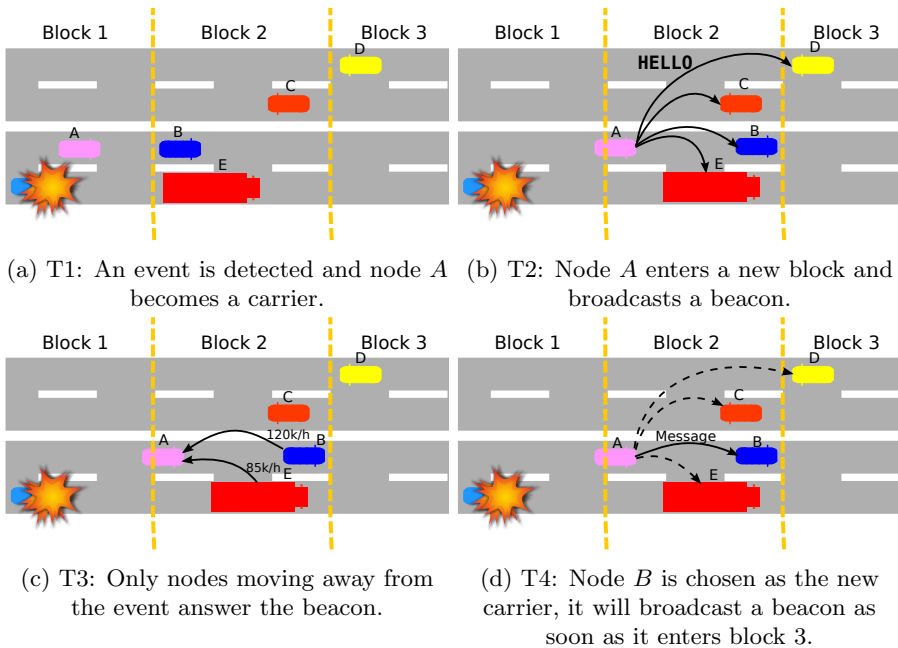 Block 1 Block 2 Block 3
D
C
A B
E
(a) T1: An event is detected and node A
becomes a carrier.
Block 1 Block 2 Block 3
D
HELLO
C
A B
E
(b) T2: Node A enters a new block and
broadcasts a beacon.
Block 1 Block 2 Block 3
D
C
A 120k/h B
85k/h E
(c) T3: Only nodes moving away from
the event answer the beacon.
Block 1 Block 2 Block 3
D
C
A Message B
E
(d) T4: Node B is chosen as the new
carrier, it will broadcast a beacon as
soon as it enters block 3.